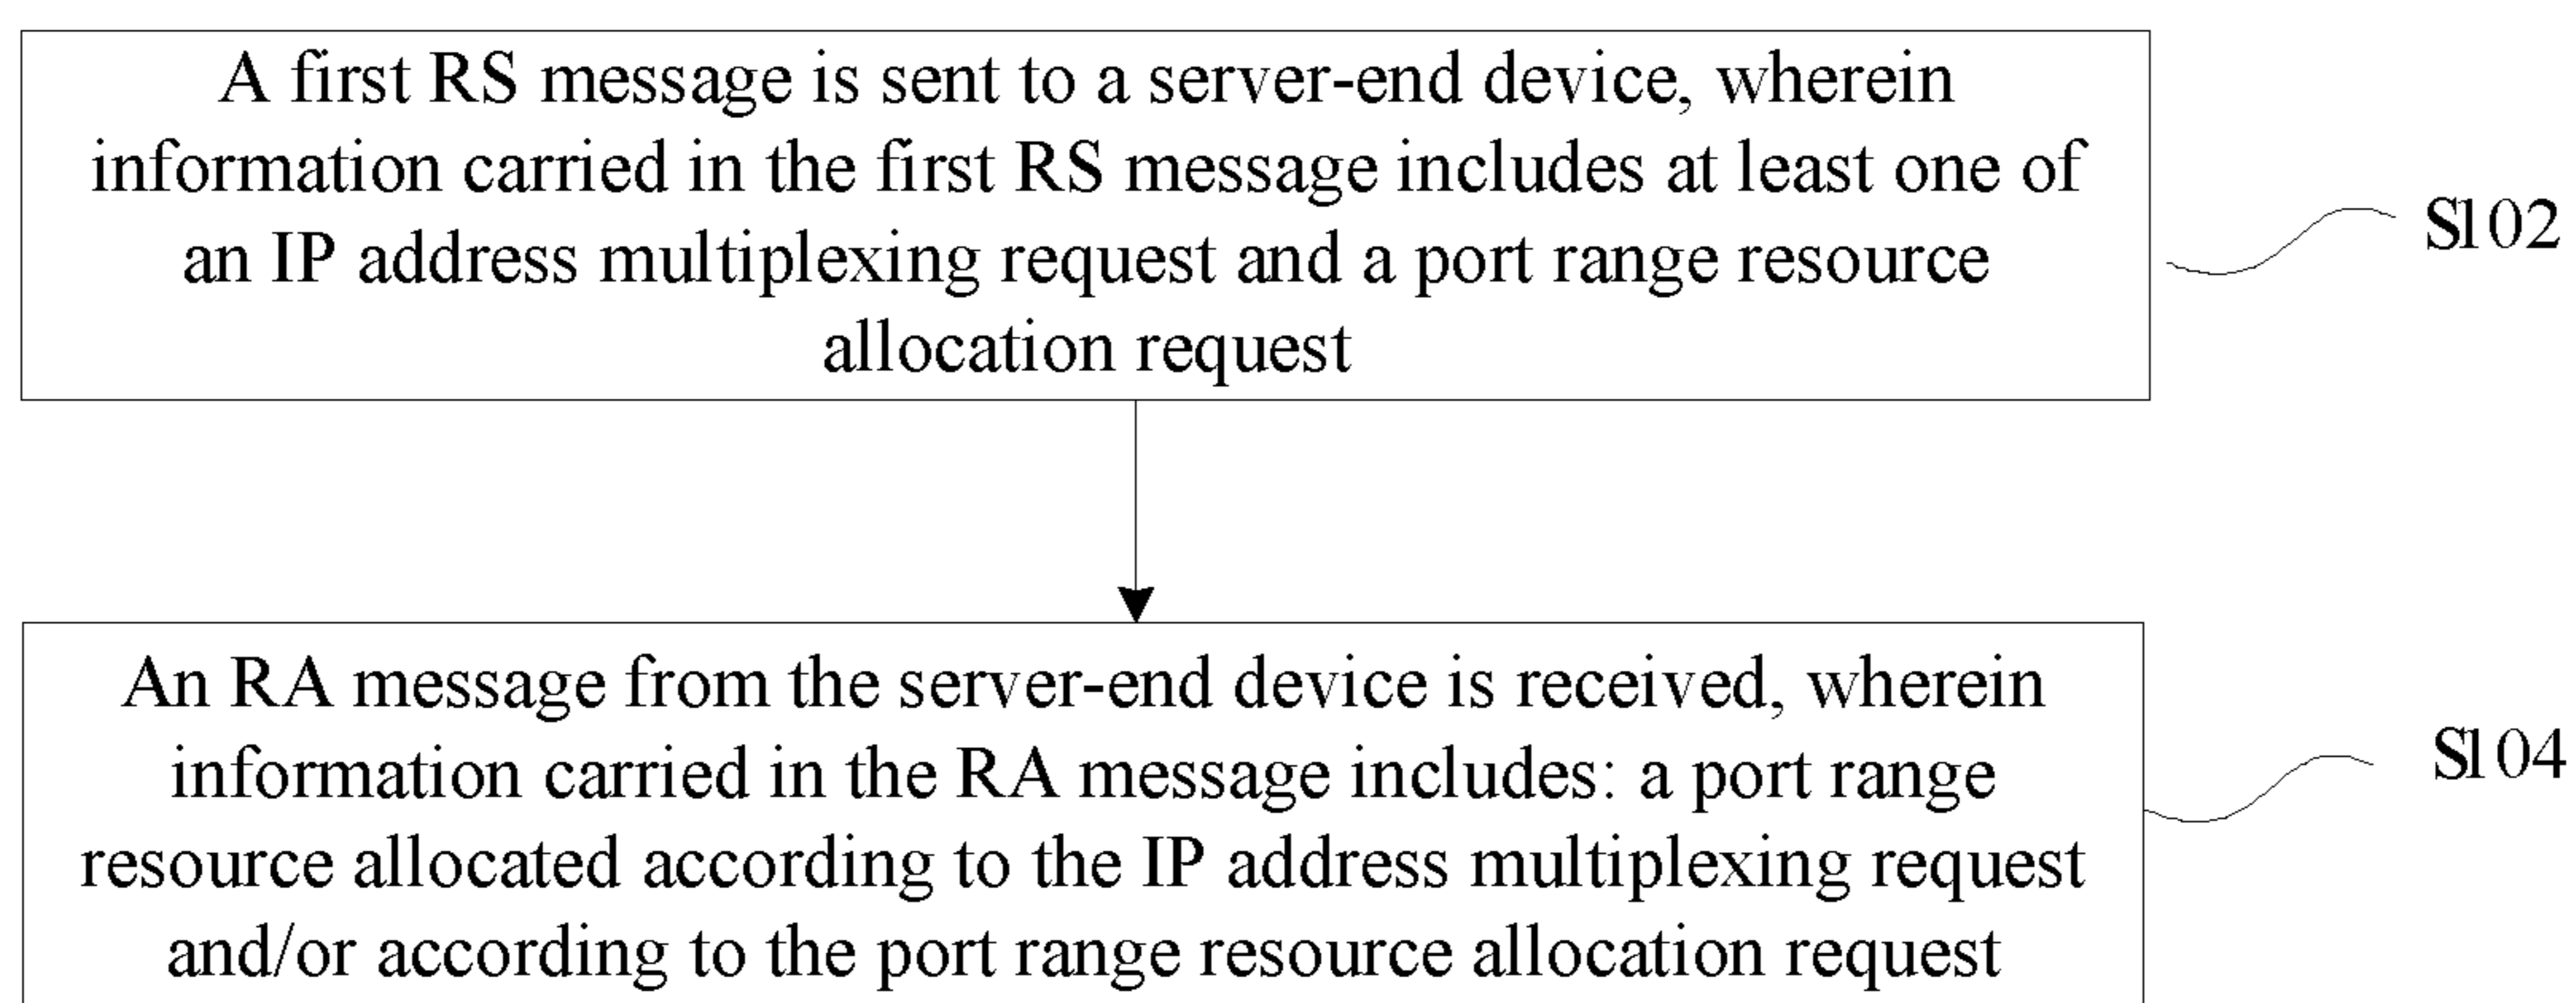 A first RS message is sent to a server-end device, wherein
information carried in the first RS message includes at least one of
an IP address multiplexing request and a port range resource
allocation request
S102
An RA message from the server-end device is received, wherein
information carried in the RA message includes: a port range
resource allocated according to the IP address multiplexing request
and/or according to the port range resource allocation request
S104